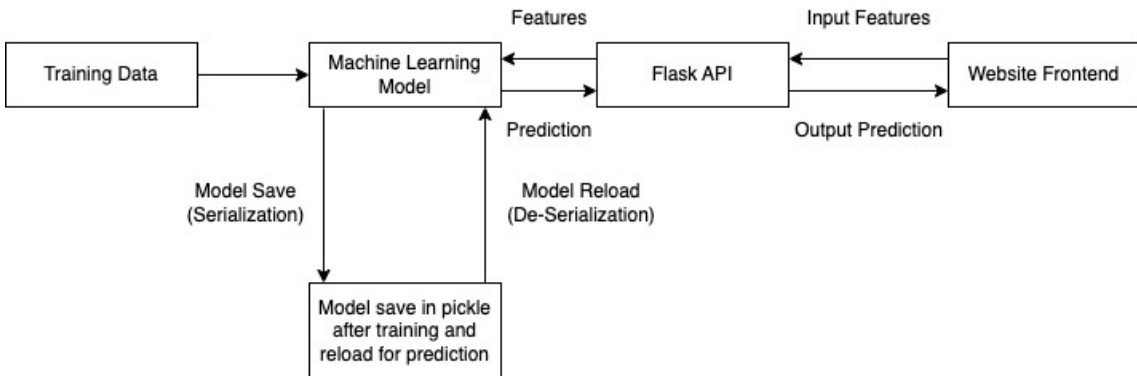 Features
Input Features
Training Data
Machine Learning
Model
Flask API
Website Frontend
Prediction
Output Prediction
Model Save
(Serialization)
Model Reload
(De-Serialization)
Model save in pickle
after training and
reload for prediction